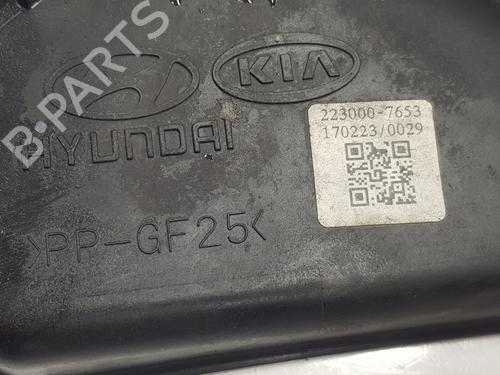 KIA
HYUNDAI
223000-7653
170223/0029
>PP-GF25<
B-PARTS